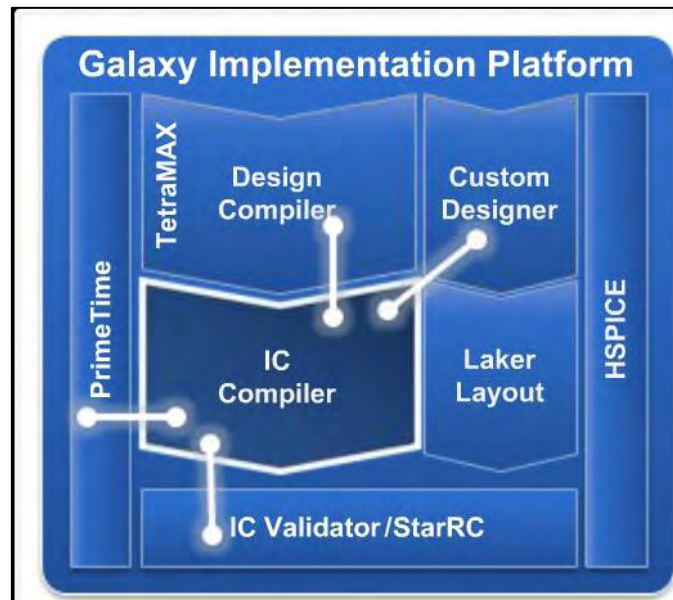 Galaxy Implementation Platform
PrimeTime
TetraMAX
Design
Compiler
Custom
Designer
HSPICE
IC
Compiler
Laker
Layout
IC Validator/StarRC